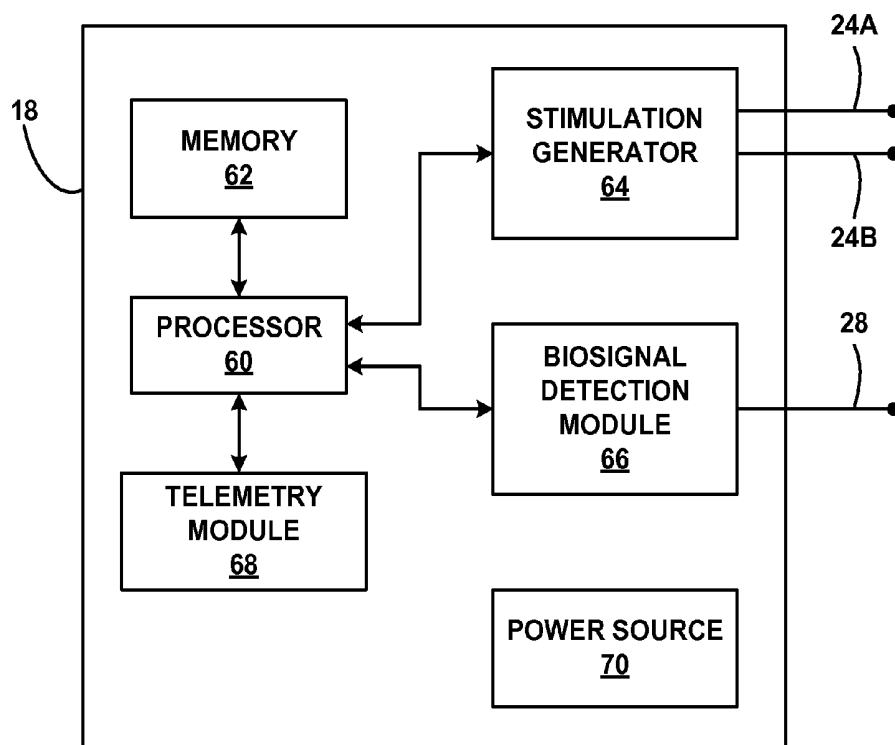 24A
18
STIMULATION
GENERATOR
64
MEMORY
62
24B
PROCESSOR
60
28
BIOSIGNAL
DETECTION
MODULE
66
TELEMETRY
MODULE
68
POWER SOURCE
70